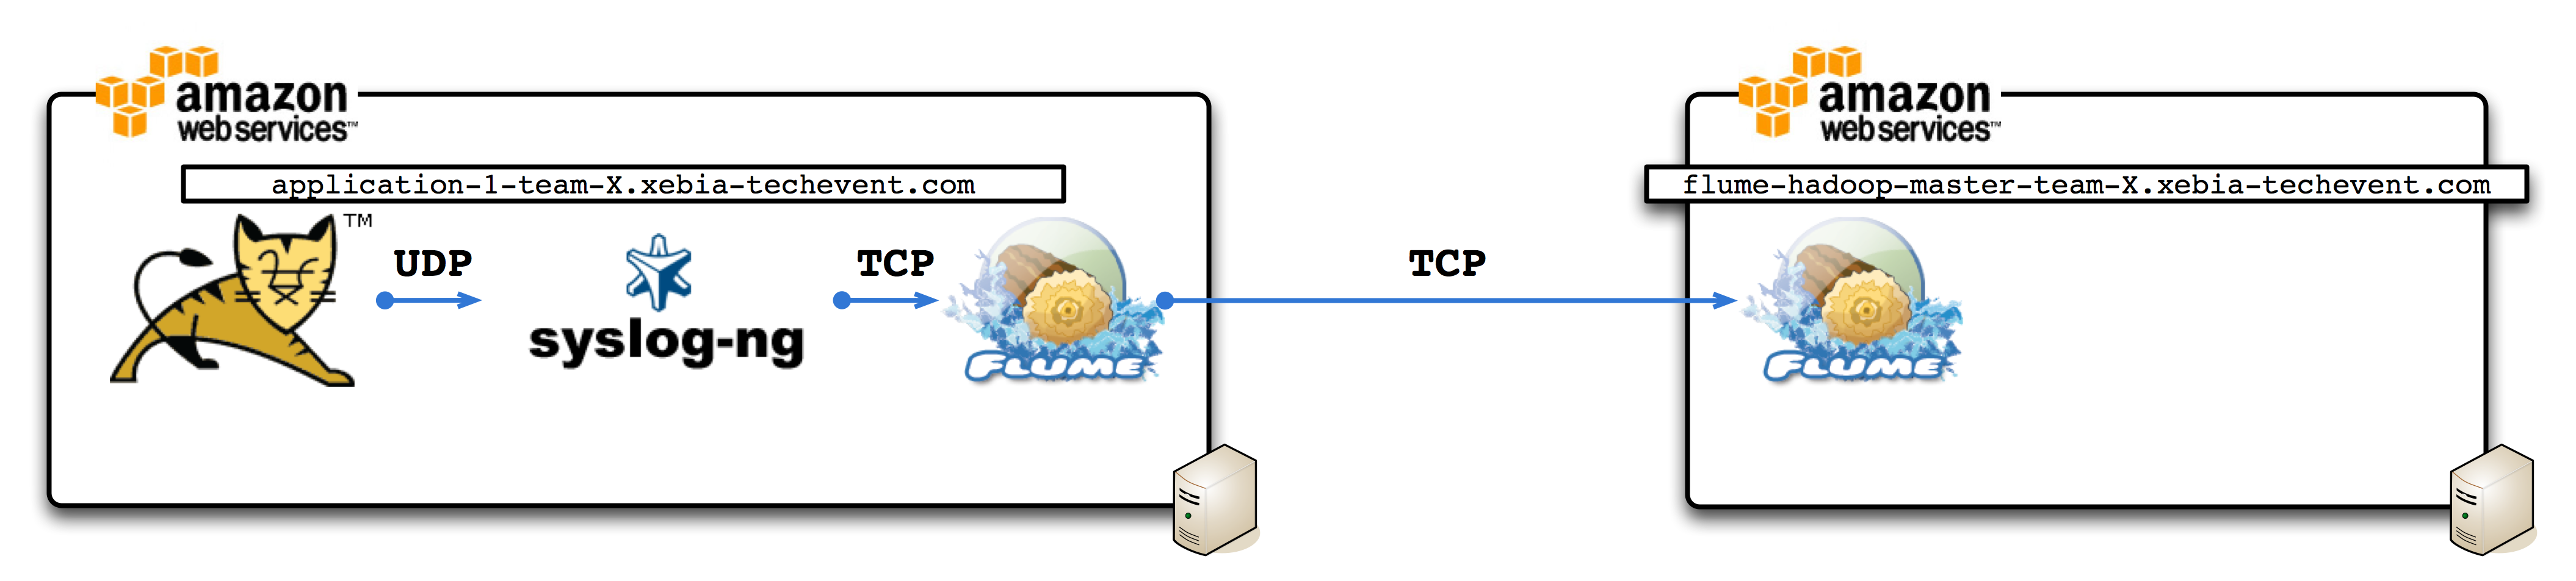 amazon
web services™
application-1-team-X.xebia-techevent.com
TM
UDP
syslog-ng
TCP
FLUME
TCP
amazon
web services™
flume-hadoop-master-team-X.xebia-techevent.com
FLUME